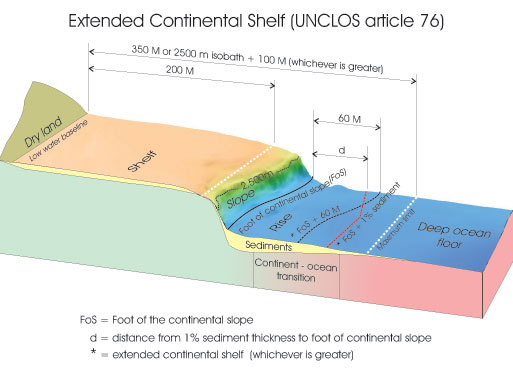 Extended Continental Shelf (UNCLOS article 76)
350 M or 2500 m isobath + 100 M (whichever is greater)
200 M
60 M
d
Dry land
Low water baseline
Shelf
2,500m
Slope
Foot of continental slope(FoS)
Rise
* FoS + 60 M
* FoS + 1% sediment
Maximum limit
Deep ocean
floor
Sediments
Continent - ocean
transition
FoS = Foot of the continental slope
d = distance from 1% sediment thickness to foot of continental slope
* = extended continental shelf (whichever is greater)